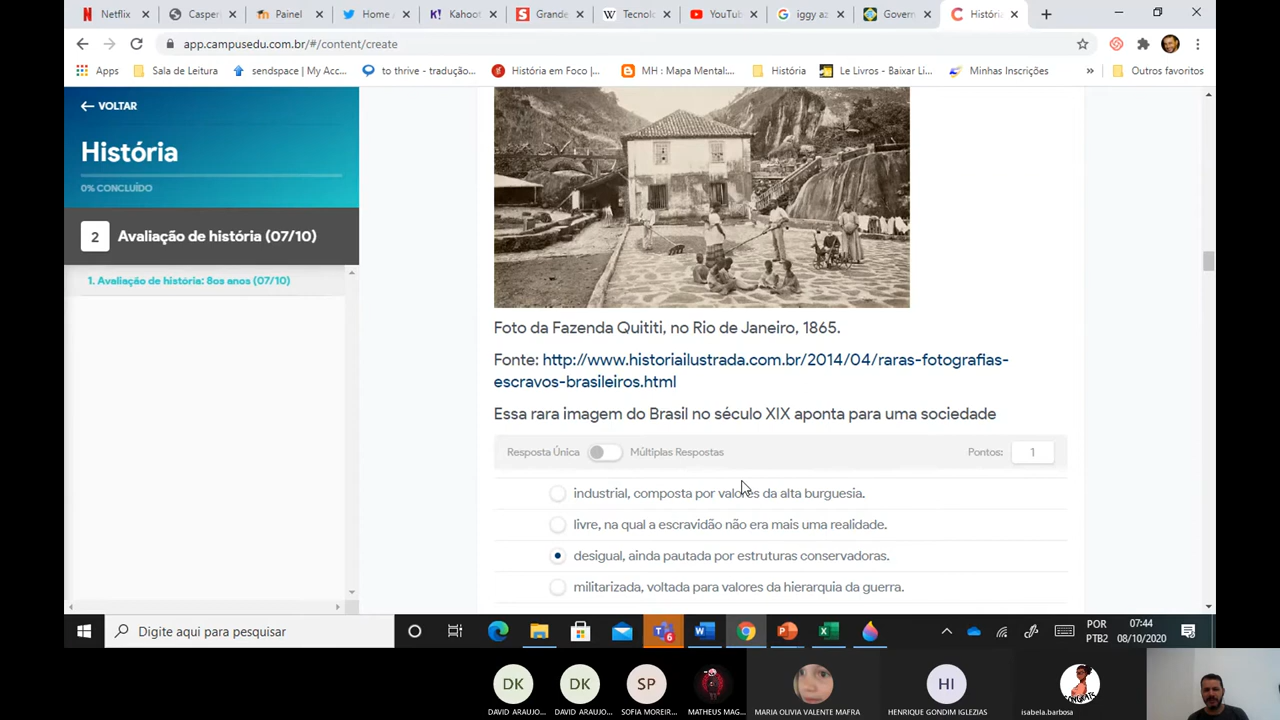 Netflix
Casper
Painel
Home
Kahoot
Grande
Tecnolo
YouTub
iggy az
Govern
Históri
app.campusedu.com.br/#/content/create
Apps
Sala de Leitura
sendspace | My Acc...
to thrive - tradução...
História em Foco |...
MH : Mapa Mental:...
História
Le Livros - Baixar Li...
Minhas Inscrições
»
Outros favoritos
← VOLTAR
História
0% CONCLUÍDO
2 Avaliação de história (07/10)
1. Avaliação de história: 8os anos (07/10)
Foto da Fazenda Quititi, no Rio de Janeiro, 1865.
Fonte: http://www.historiailustrada.com.br/2014/04/raras-fotografias-
escravos-brasileiros.html
Essa rara imagem do Brasil no século XIX aponta para uma sociedade
Resposta Única Múltiplas Respostas Pontos: 1
industrial, composta por valores da alta burguesia.
livre, na qual a escravidão não era mais uma realidade.
desigual, ainda pautada por estruturas conservadoras.
militarizada, voltada para valores da hierarquia da guerra.
Digite aqui para pesquisar
POR
PTB2
07:44
08/10/2020
DK
DK
SP
HI
DAVID ARAUJO...
DAVID ARAUJO...
SOFIA MOREIR...
MATHEUS MAG...
MARIA OLIVIA VALENTE MAFRA
HENRIQUE GONDIM IGLEZIAS
isabela.barbosa